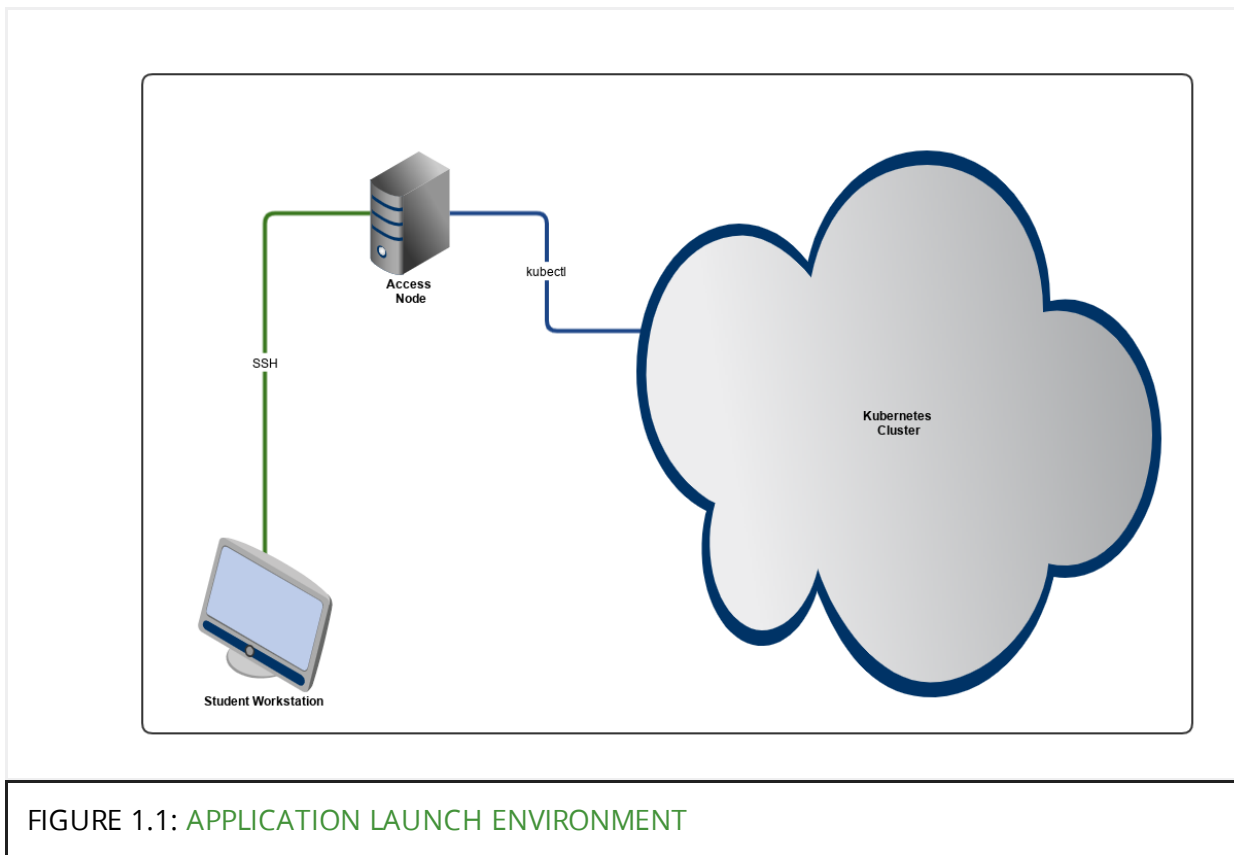 Access
Node
kubectl
SSH
Kubernetes
Cluster
Student Workstation
FIGURE 1.1: APPLICATION LAUNCH ENVIRONMENT